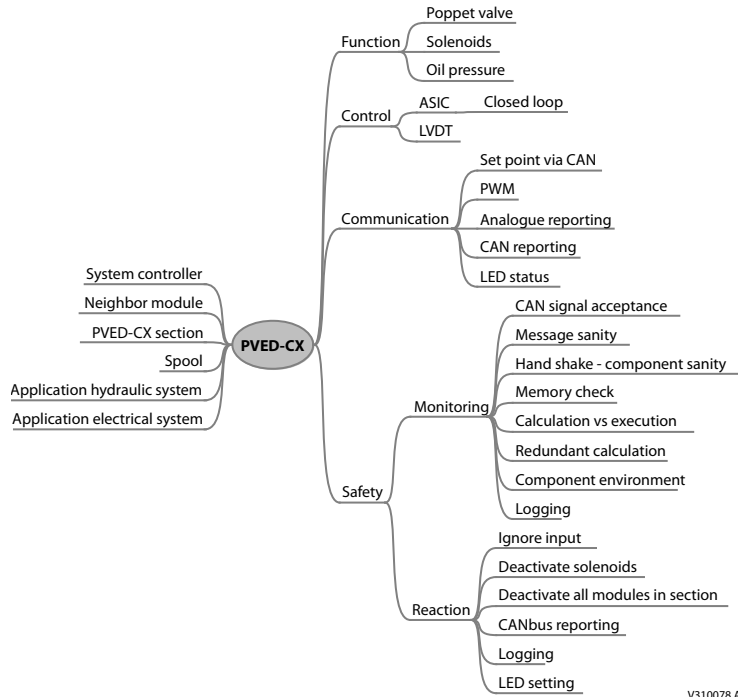 Poppet valve
Function
Solenoids
Oil pressure
ASIC
Closed loop
Control
LVDT
Set point via CAN
PWM
Communication
Analogue reporting
CAN reporting
LED status
System controller
Neighbor module
PVED-CX section
Spool
Application hydraulic system
Application electrical system
PVED-CX
CAN signal acceptance
Message sanity
Hand shake - component sanity
Memory check
Monitoring
Calculation vs execution
Redundant calculation
Component environment
Logging
Safety
Ignore input
Deactivate solenoids
Deactivate all modules in section
Reaction
CANbus reporting
Logging
LED setting
V310078.A